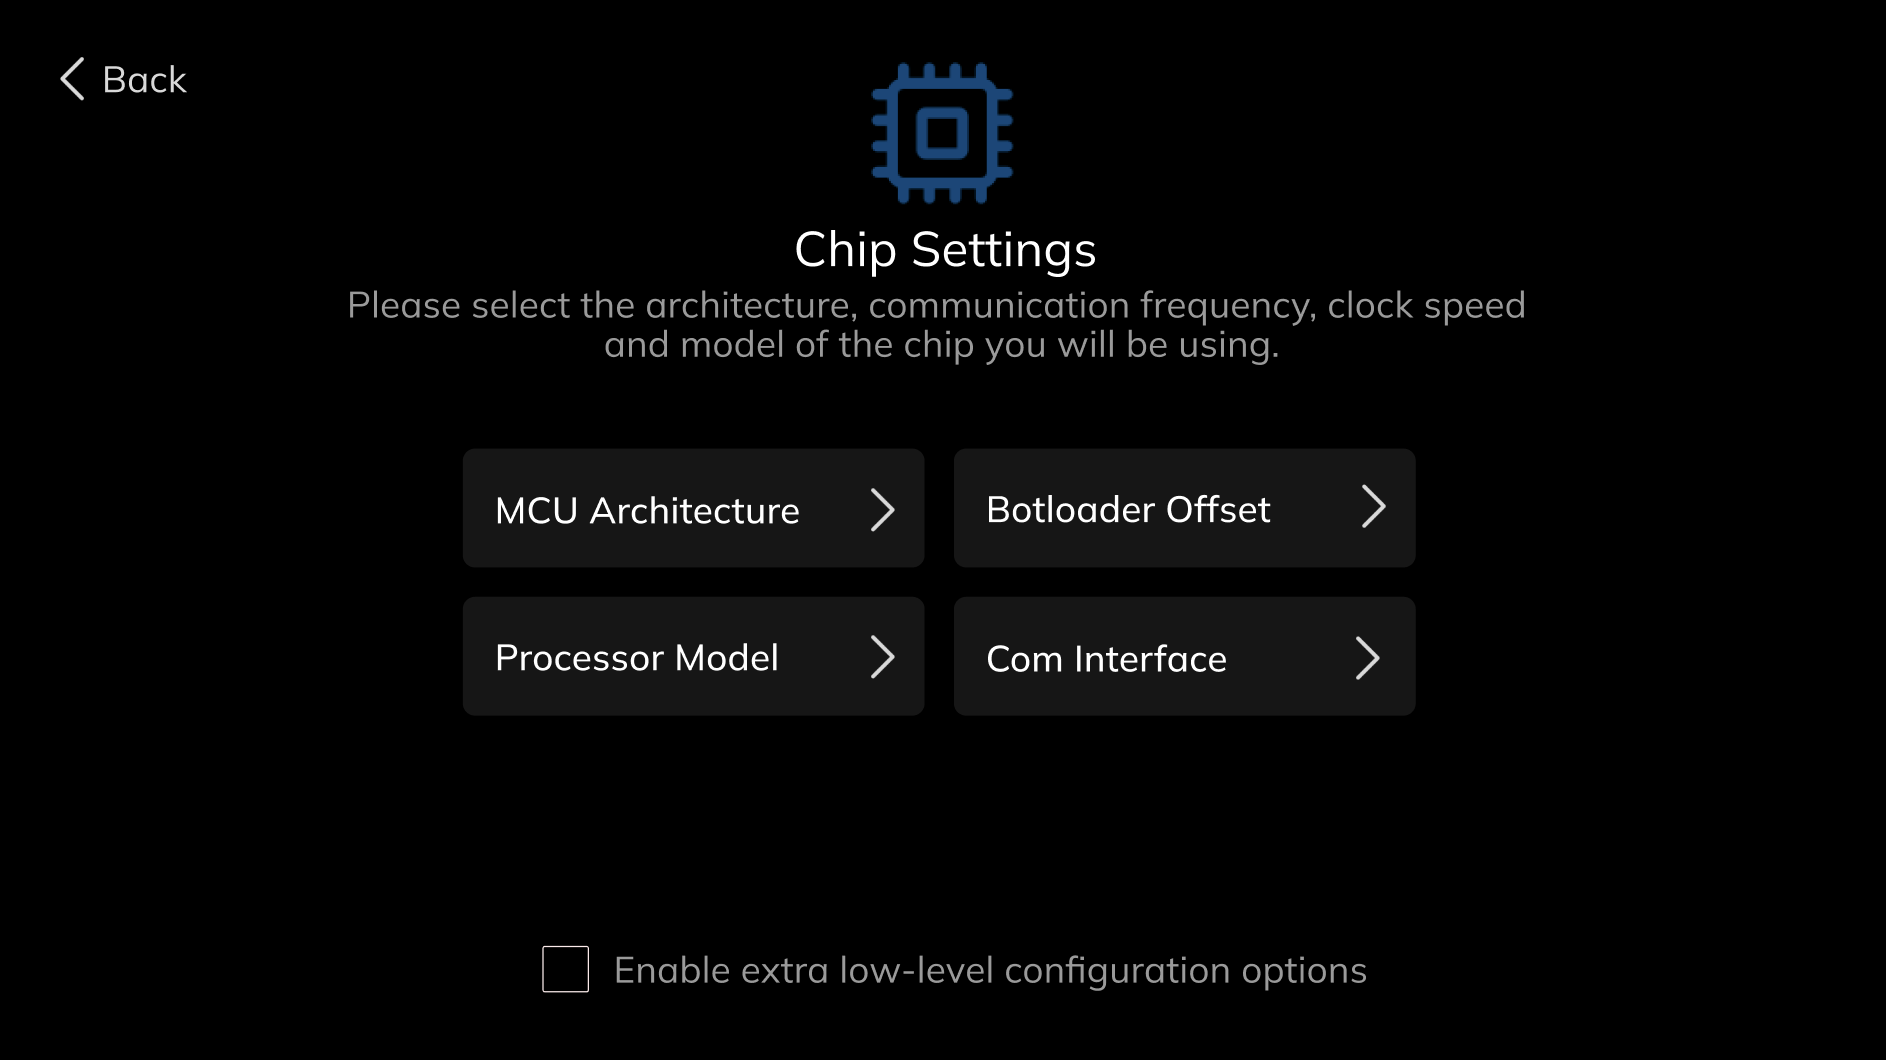 Back
Chip Settings
Please select the architecture, communication frequency, clock speed
and model of the chip you will be using.
MCU Architecture
Botloader Offset
Processor Model
Com Interface
Enable extra low-level configuration options